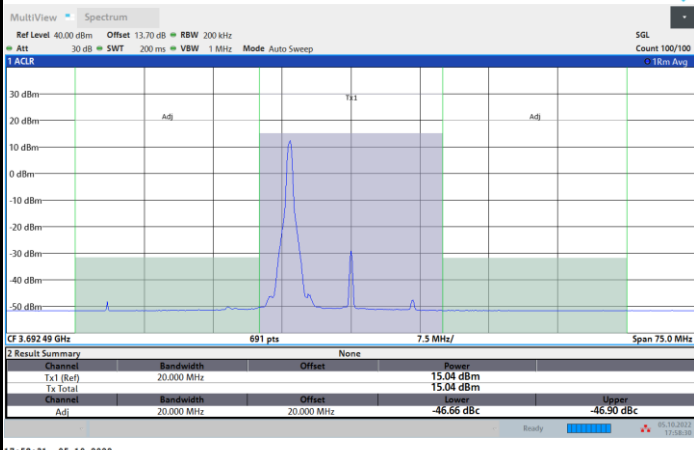 MultiView Spectrum
Ref Level 40.00 dBm Offset 13.70 dB RBW 200 kHz SGL
Att 30 dB SWT 200 ms VBW 1 MHz Mode Auto Sweep Count 100/100
1 ACLR 1Rm Avg
30 dBm
Tx1
20 dBm
Adj Adj
10 dBm
0 dBm
-10 dBm
-20 dBm
-30 dBm
-40 dBm
-50 dBm
CF 3.692 49 GHz 691 pts 7.5 MHz/ Span 75.0 MHz
2 Result Summary None
Channel Bandwidth Offset Power
Tx1 (Ref) 20.000 MHz 15.04 dBm
Tx Total 15.04 dBm
Channel Bandwidth Offset Lower Upper
Adj 20.000 MHz 20.000 MHz -46.66 dBc -46.90 dBc
Ready 05.10.2022
17:58:30